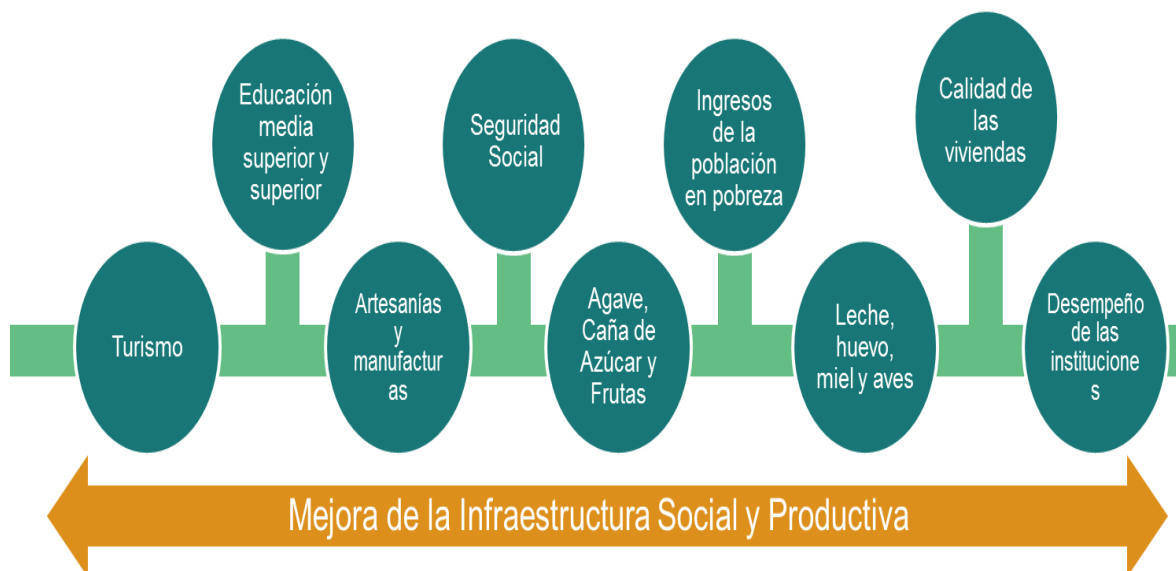 Educación
media
superior y
superior
Seguridad
Social
Ingresos
de la
población
en pobreza
Calidad de
las
viviendas
Turismo
Artesanías
y
manufactur
as
Agave,
Caña de
Azúcar y
Frutas
Leche,
huevo,
miel y aves
Desempeño
de las
institucione
s
Mejora de la Infraestructura Social y Productiva